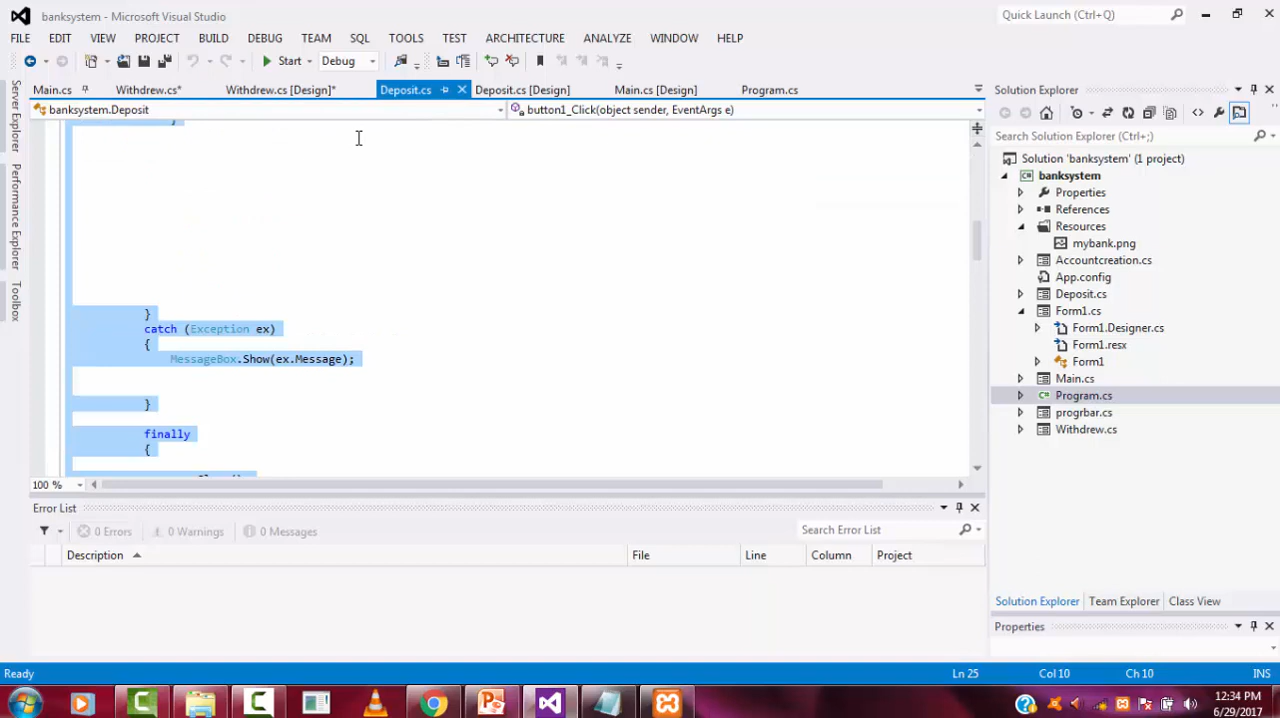 banksystem - Microsoft Visual Studio
Quick Launch (Ctrl+Q)
FILE EDIT VIEW PROJECT BUILD DEBUG TEAM SQL TOOLS TEST ARCHITECTURE ANALYZE WINDOW HELP
Start Debug
Main.cs Withdrew.cs* Withdrew.cs [Design]* Deposit.cs Deposit.cs [Design] Main.cs [Design] Program.cs
banksystem.Deposit button1_Click(object sender, EventArgs e)
}
}
catch (Exception ex)
{
MessageBox.Show(ex.Message);
}
finally
{
100 %
Server Explorer
Performance Explorer
Toolbox
Error List
0 Errors 0 Warnings 0 Messages Search Error List
Description File Line Column Project
Solution Explorer
Search Solution Explorer (Ctrl+;)
Solution 'banksystem' (1 project)
banksystem
Properties
References
Resources
mybank.png
Accountcreation.cs
App.config
Deposit.cs
Form1.cs
Form1.Designer.cs
Form1.resx
Form1
Main.cs
Program.cs
progrbar.cs
Withdrew.cs
Solution Explorer Team Explorer Class View
Properties
Ready Ln 25 Col 10 Ch 10 INS
12:34 PM
6/29/2017